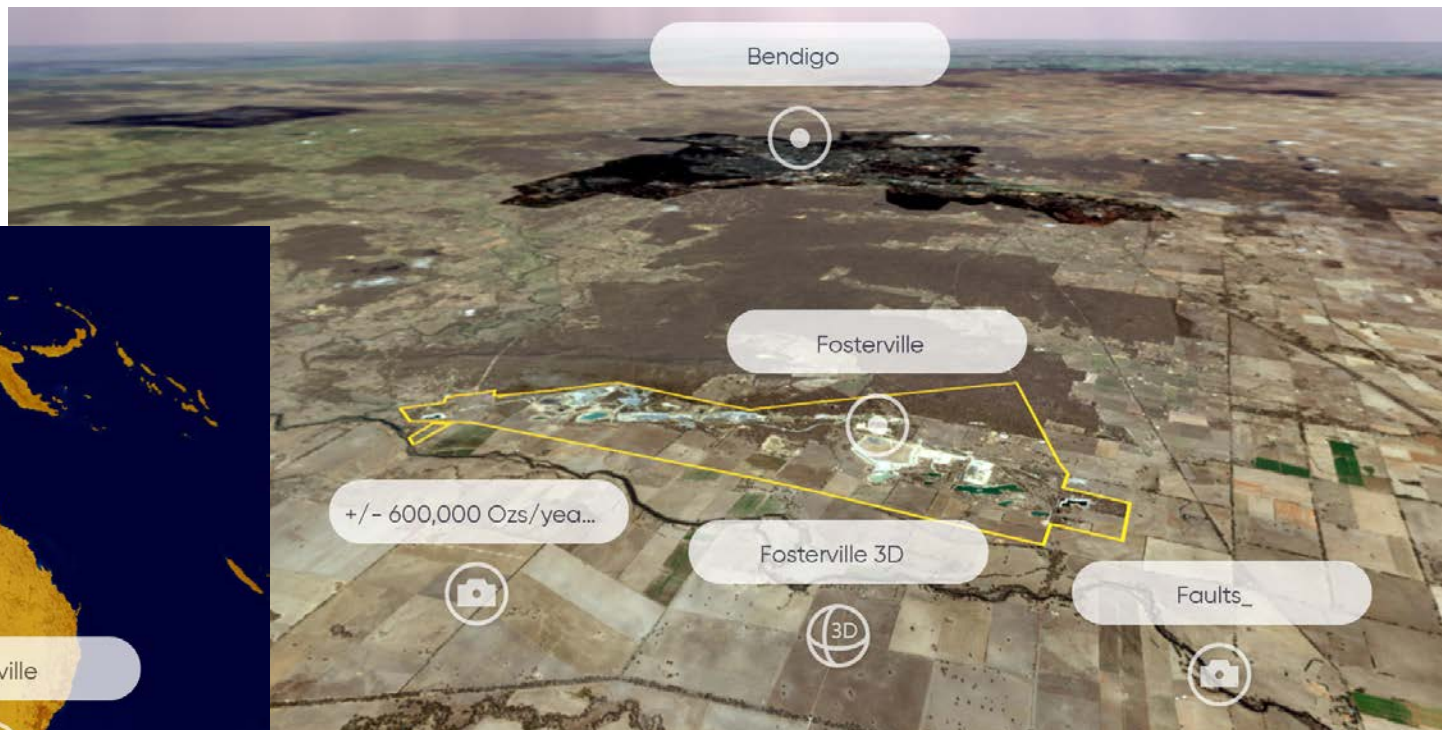 Bendigo
Fosterville
+/- 600,000 Ozs/yea...
Fosterville 3D
3D
Faults_
ville